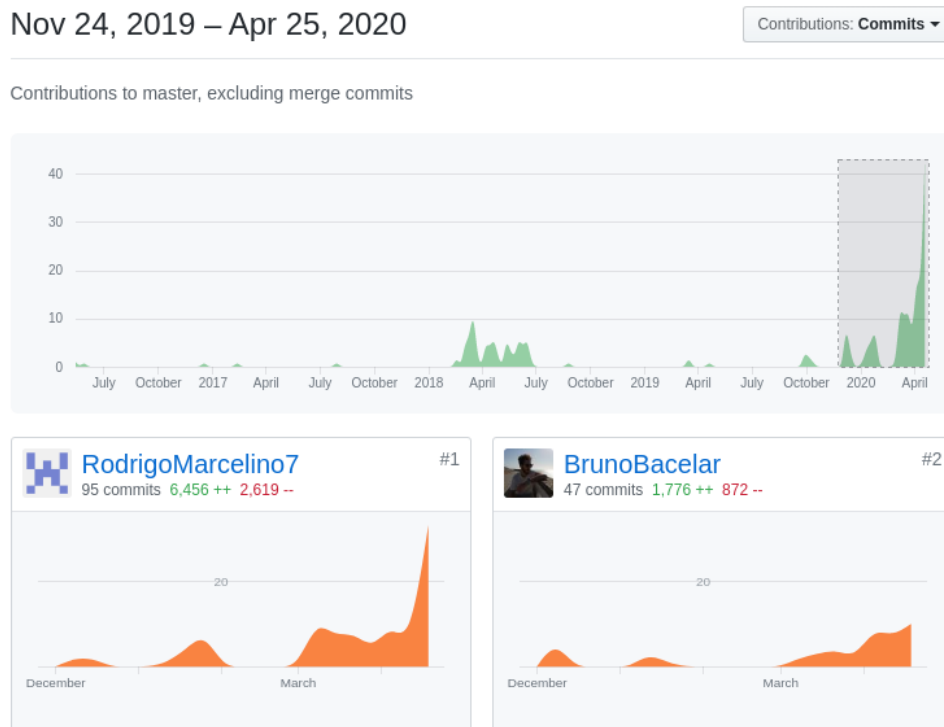 Nov 24, 2019 – Apr 25, 2020
Contributions: Commits
Contributions to master, excluding merge commits
40
30
20
10
0
July October 2017 April July October 2018 April July October 2019 April July October 2020 April
RodrigoMarcelino7 #1
95 commits 6,456 ++ 2,619 --
20
December March
BrunoBacelar #2
47 commits 1,776 ++ 872 --
20
December March